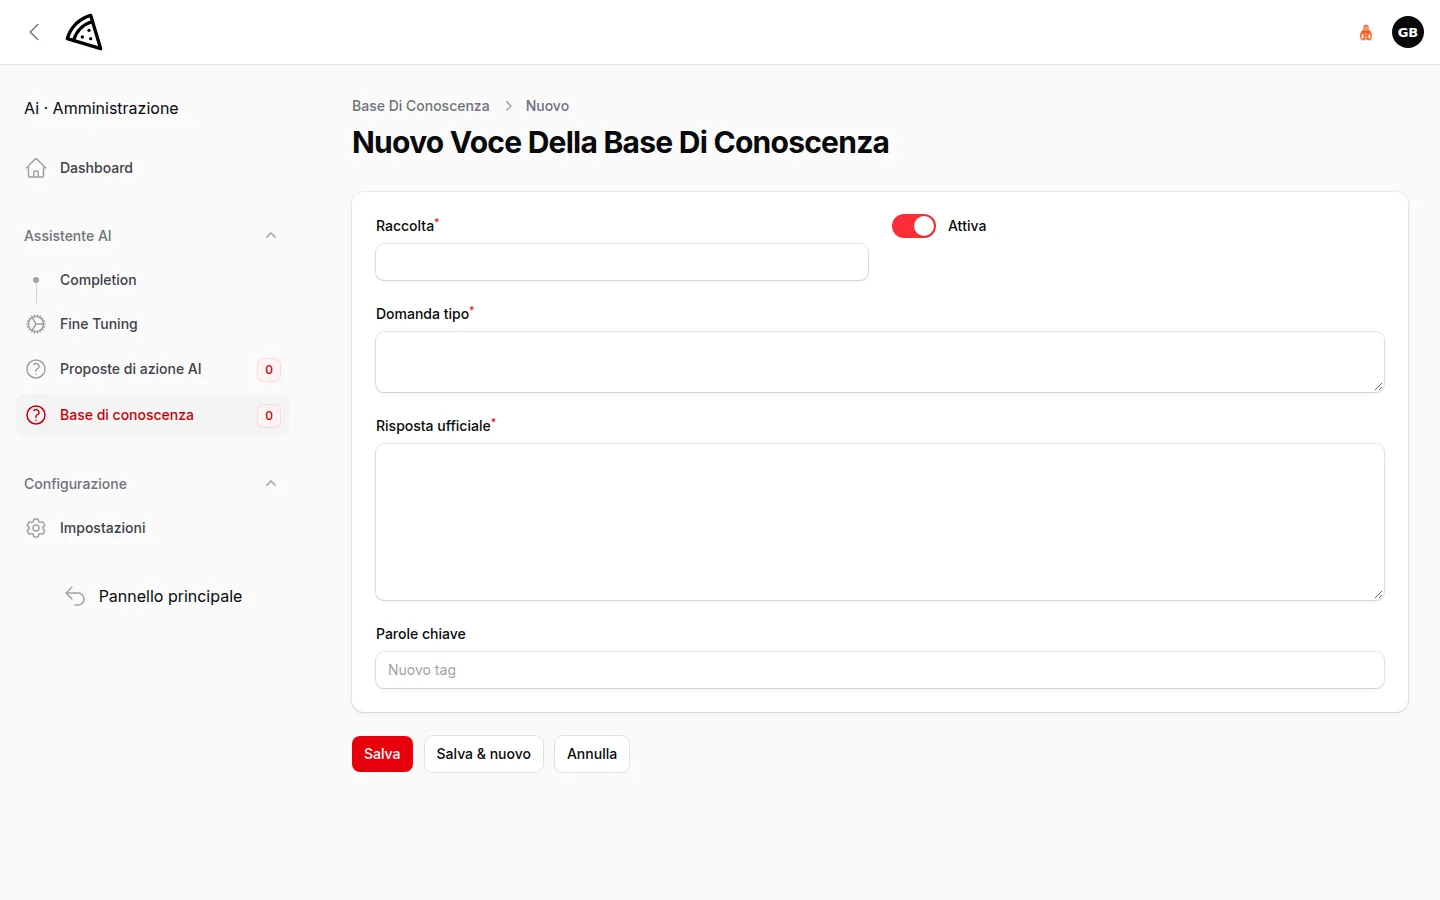 GB
Ai · Amministrazione
Dashboard
Assistente AI
Completion
Fine Tuning
Proposte di azione AI 0
Base di conoscenza 0
Configurazione
Impostazioni
Pannello principale
Base Di Conoscenza > Nuovo
Nuovo Voce Della Base Di Conoscenza
Raccolta*
Attiva
Domanda tipo*
Risposta ufficiale*
Parole chiave
Nuovo tag
Salva
Salva & nuovo
Annulla